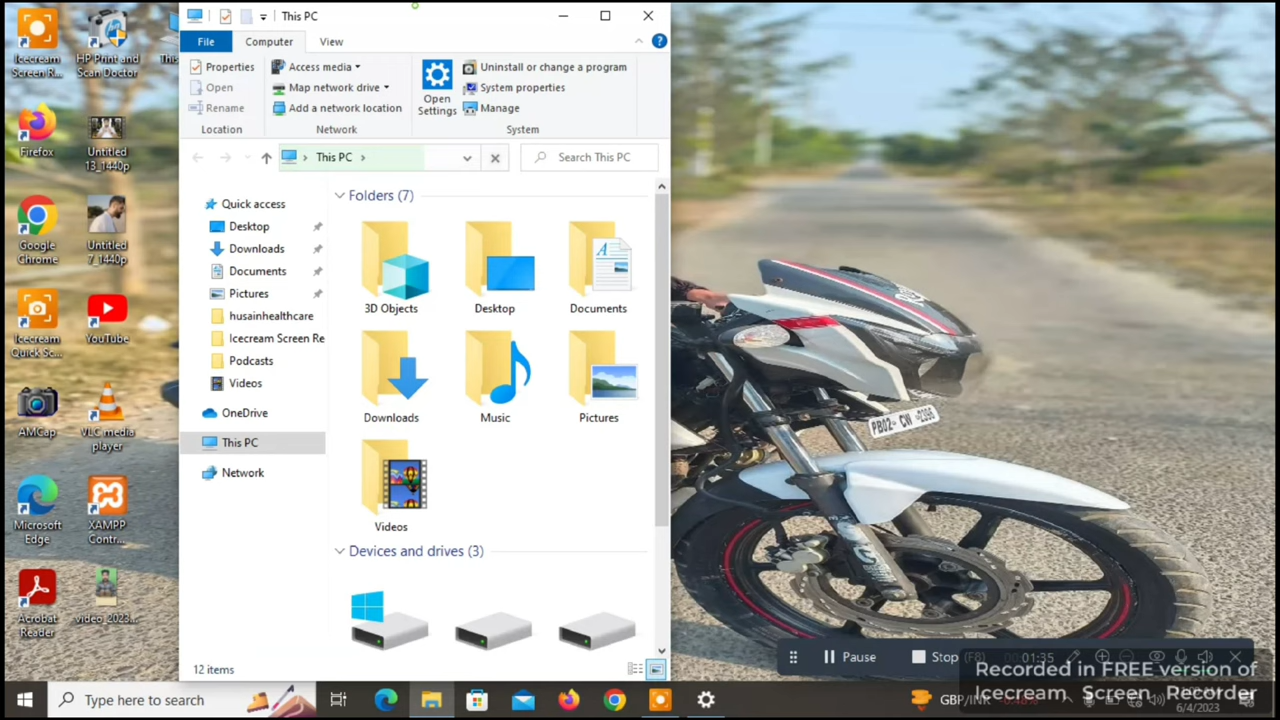 This PC
File
Computer
View
Properties
Open
Rename
Location
Access media
Map network drive
Add a network location
Network
Open
Settings
Uninstall or change a program
System properties
Manage
System
This PC
Search This PC
Quick access
Desktop
Downloads
Documents
Pictures
husainhealthcare
Icecream Screen Re
Podcasts
Videos
OneDrive
This PC
Network
Folders (7)
3D Objects
Desktop
Documents
Downloads
Music
Pictures
Videos
Devices and drives (3)
12 items
Icecream
Screen R...
HP Print and
Scan Doctor
This
Firefox
Untitled
13_1440p
Google
Chrome
Untitled
7_1440p
Icecream
Quick Sc...
YouTube
AMCap
VLC media
player
Microsoft
Edge
XAMPP
Contr...
Acrobat
Reader
video_2023...
PB02
CW
Pause
Stop (F8)
:01:35
Recorded in FREE version of
Icecream Screen Recorder
Type here to search
GBP/INR
6/4/2023